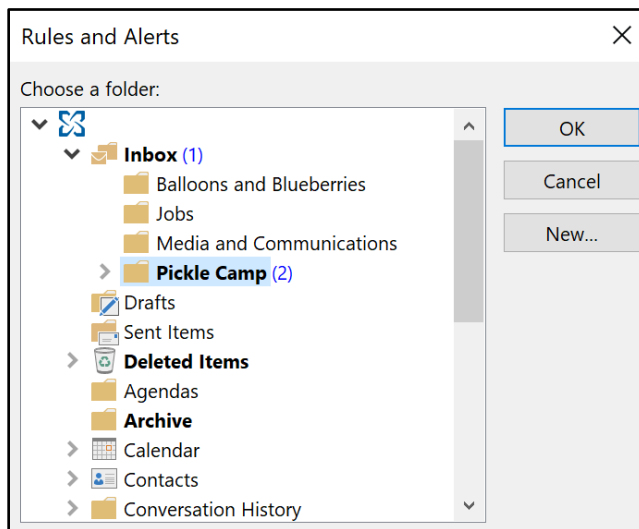 Rules and Alerts
Choose a folder:
Inbox (1)
Balloons and Blueberries
Jobs
Media and Communications
Pickle Camp (2)
Drafts
Sent Items
Deleted Items
Agendas
Archive
Calendar
Contacts
Conversation History
OK
Cancel
New...